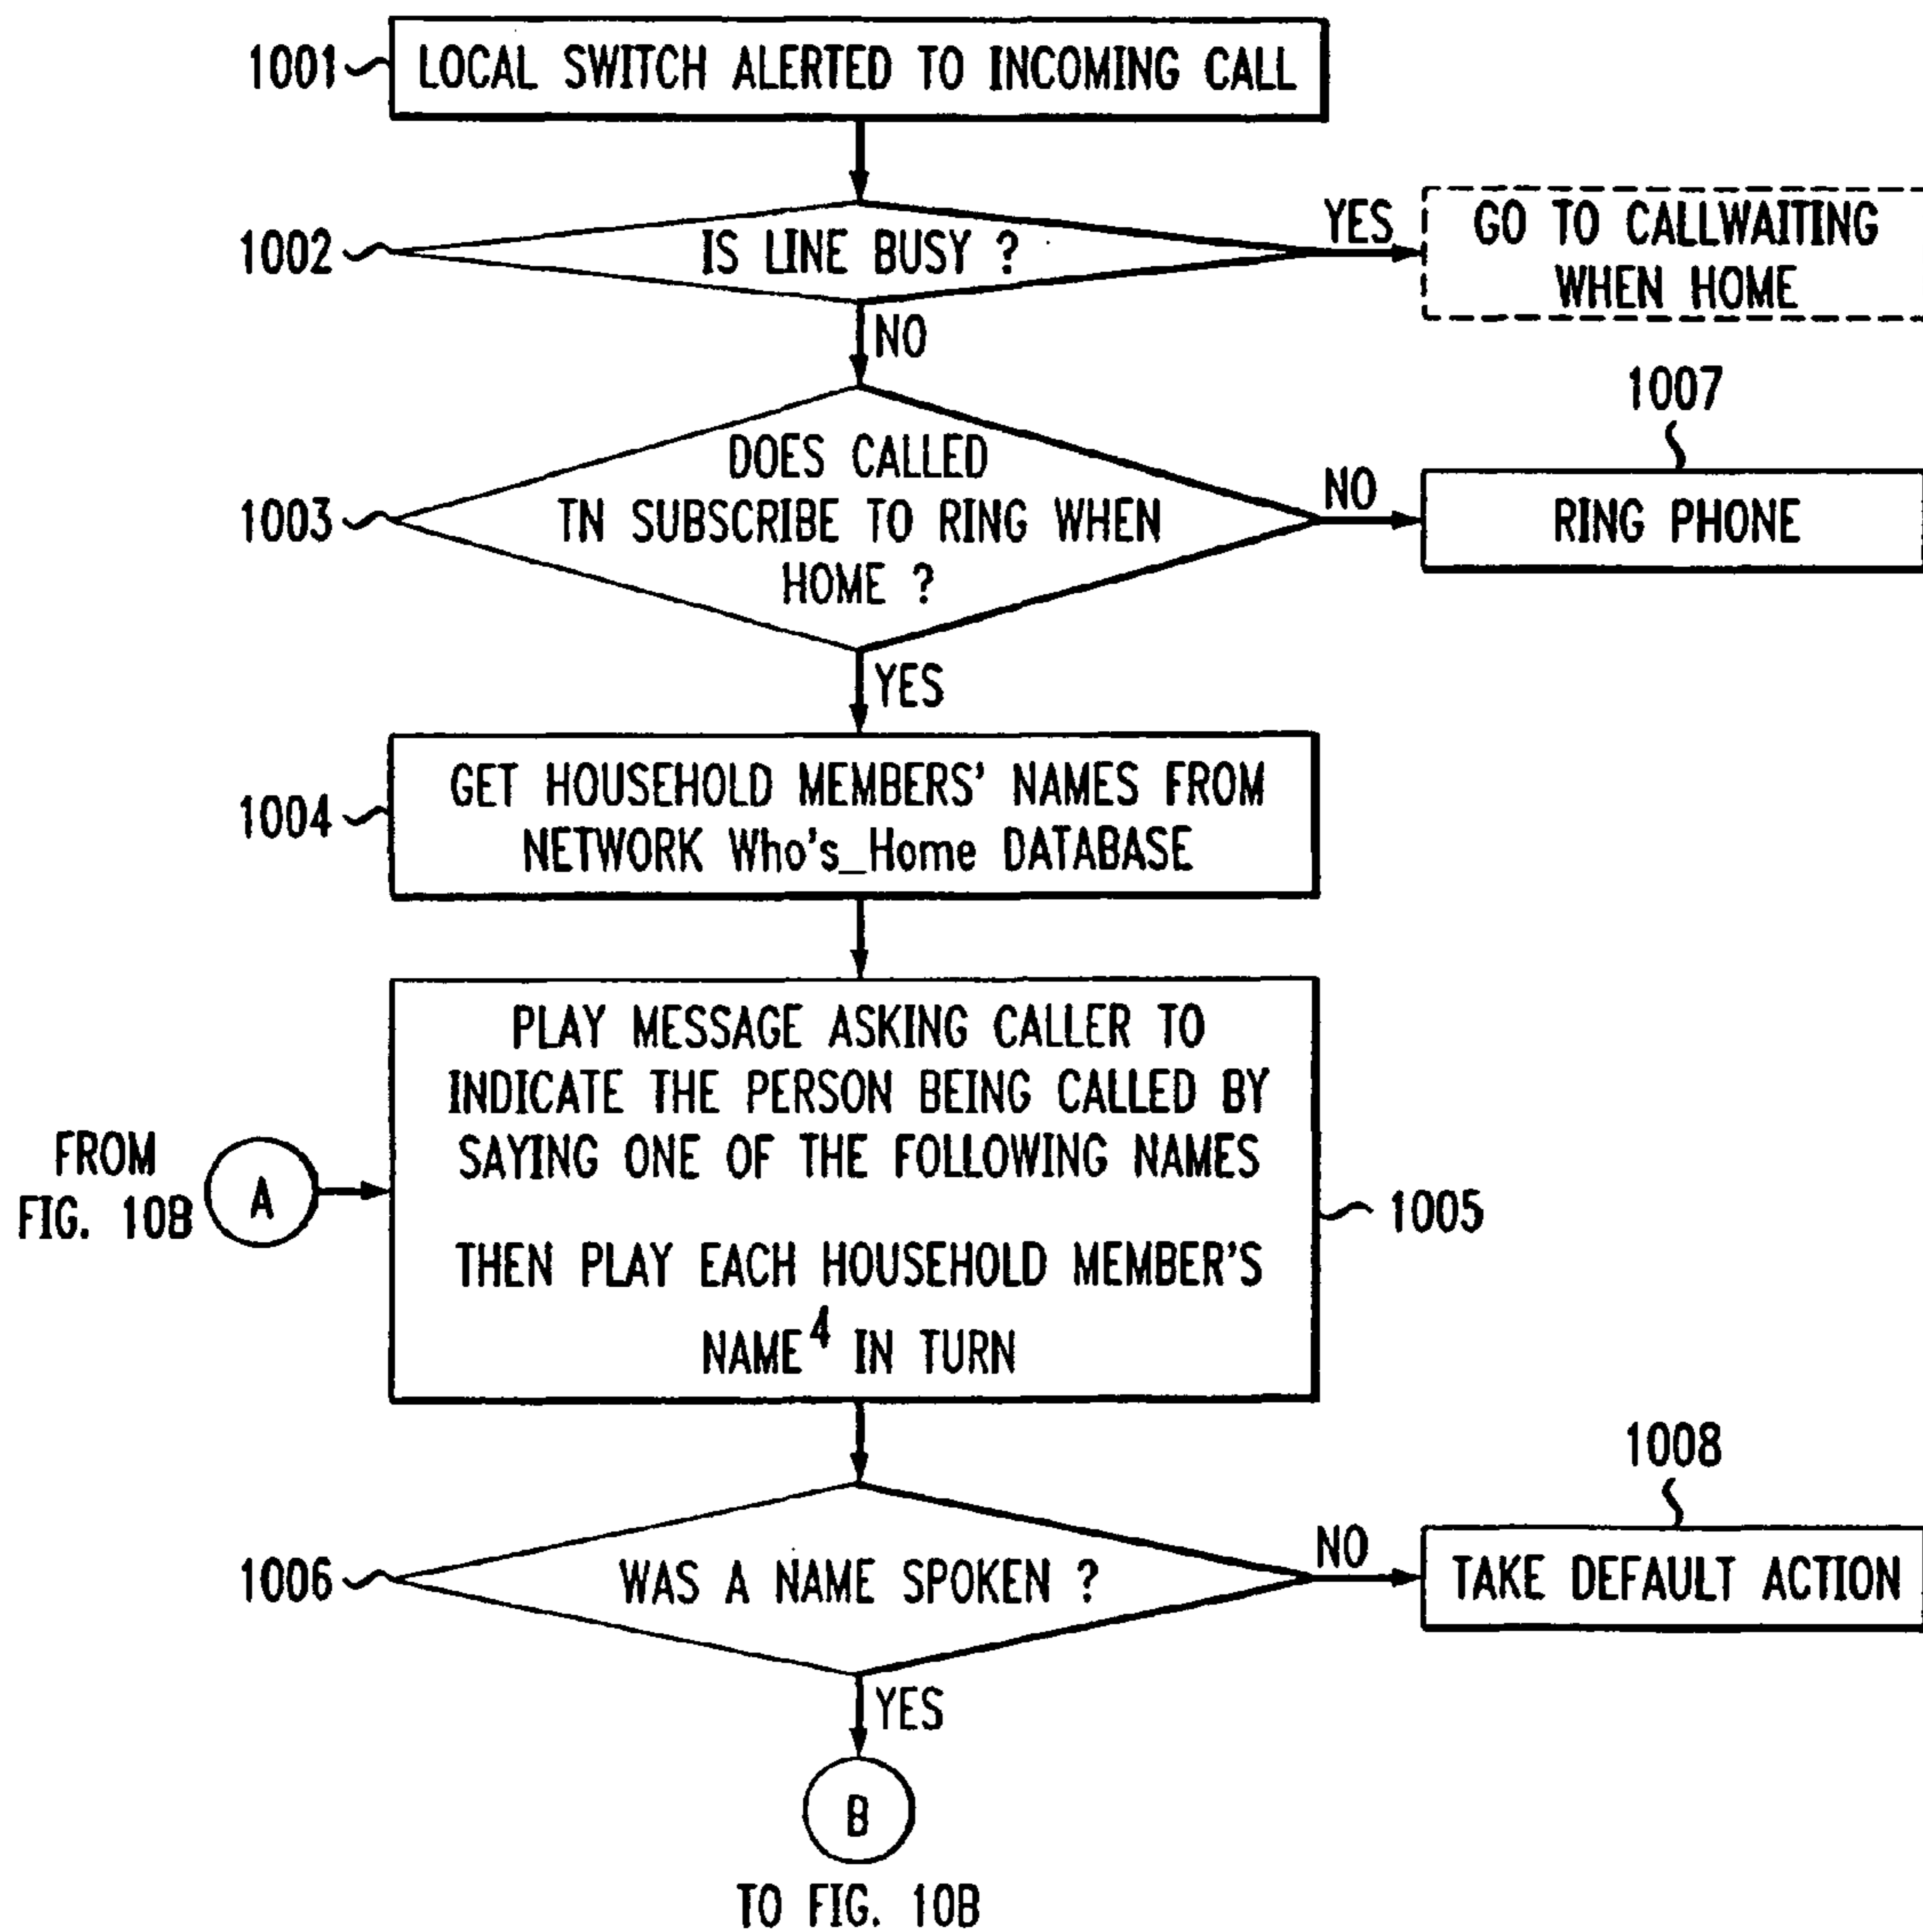 1001
LOCAL SWITCH ALERTED TO INCOMING CALL
1002
IS LINE BUSY ?
YES
GO TO CALLWAITING
WHEN HOME
NO
1003
DOES CALLED
TN SUBSCRIBE TO RING WHEN
HOME ?
NO
1007
RING PHONE
YES
1004
GET HOUSEHOLD MEMBERS' NAMES FROM
NETWORK Who's_Home DATABASE
FROM
FIG. 10B
A
PLAY MESSAGE ASKING CALLER TO
INDICATE THE PERSON BEING CALLED BY
SAYING ONE OF THE FOLLOWING NAMES
THEN PLAY EACH HOUSEHOLD MEMBER'S
NAME⁴ IN TURN
1005
1006
WAS A NAME SPOKEN ?
NO
1008
TAKE DEFAULT ACTION
YES
B
TO FIG. 10B